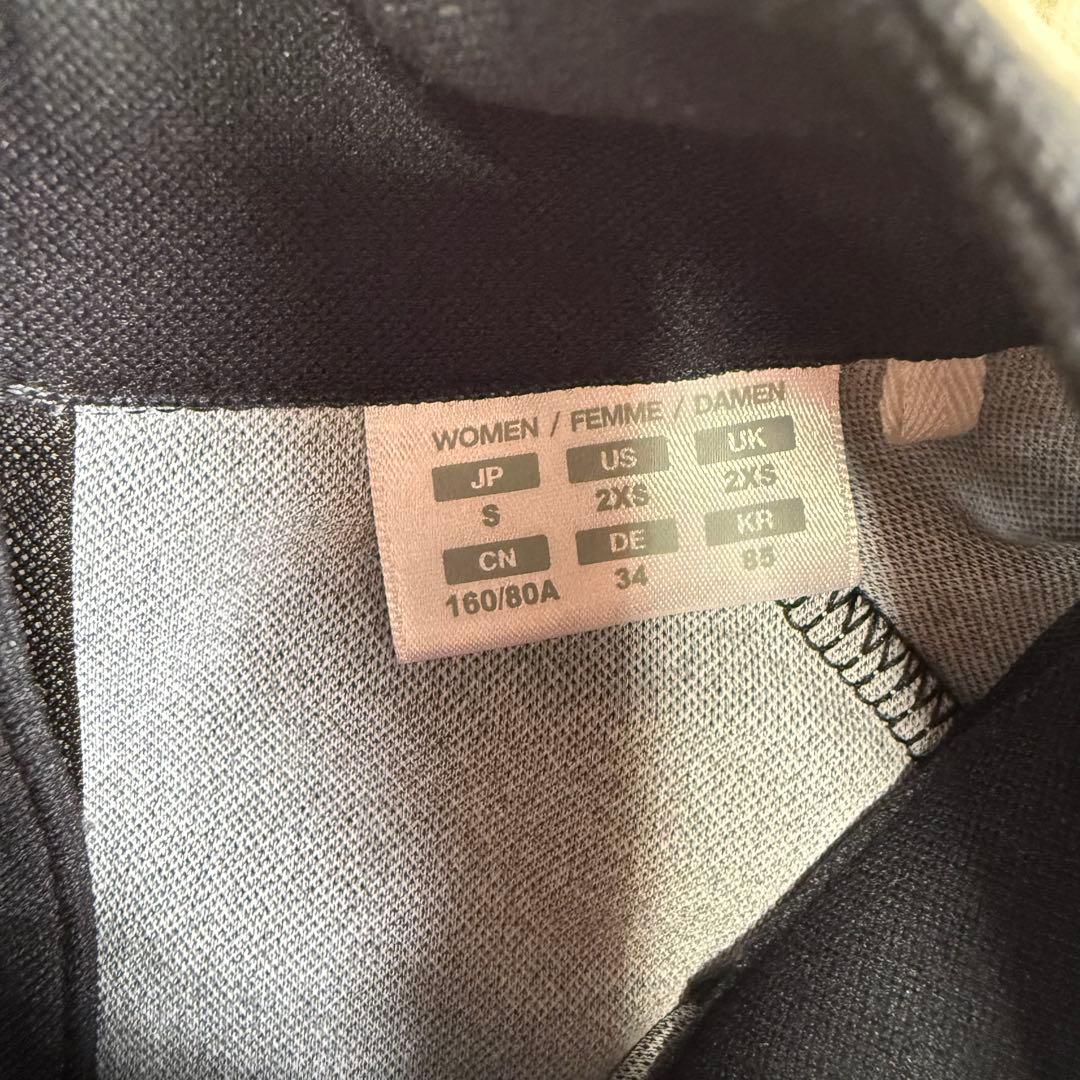 WOMEN / FEMME / DAMEN
JP US UK
S 2XS 2XS
CN DE KR
160/80A 34 85